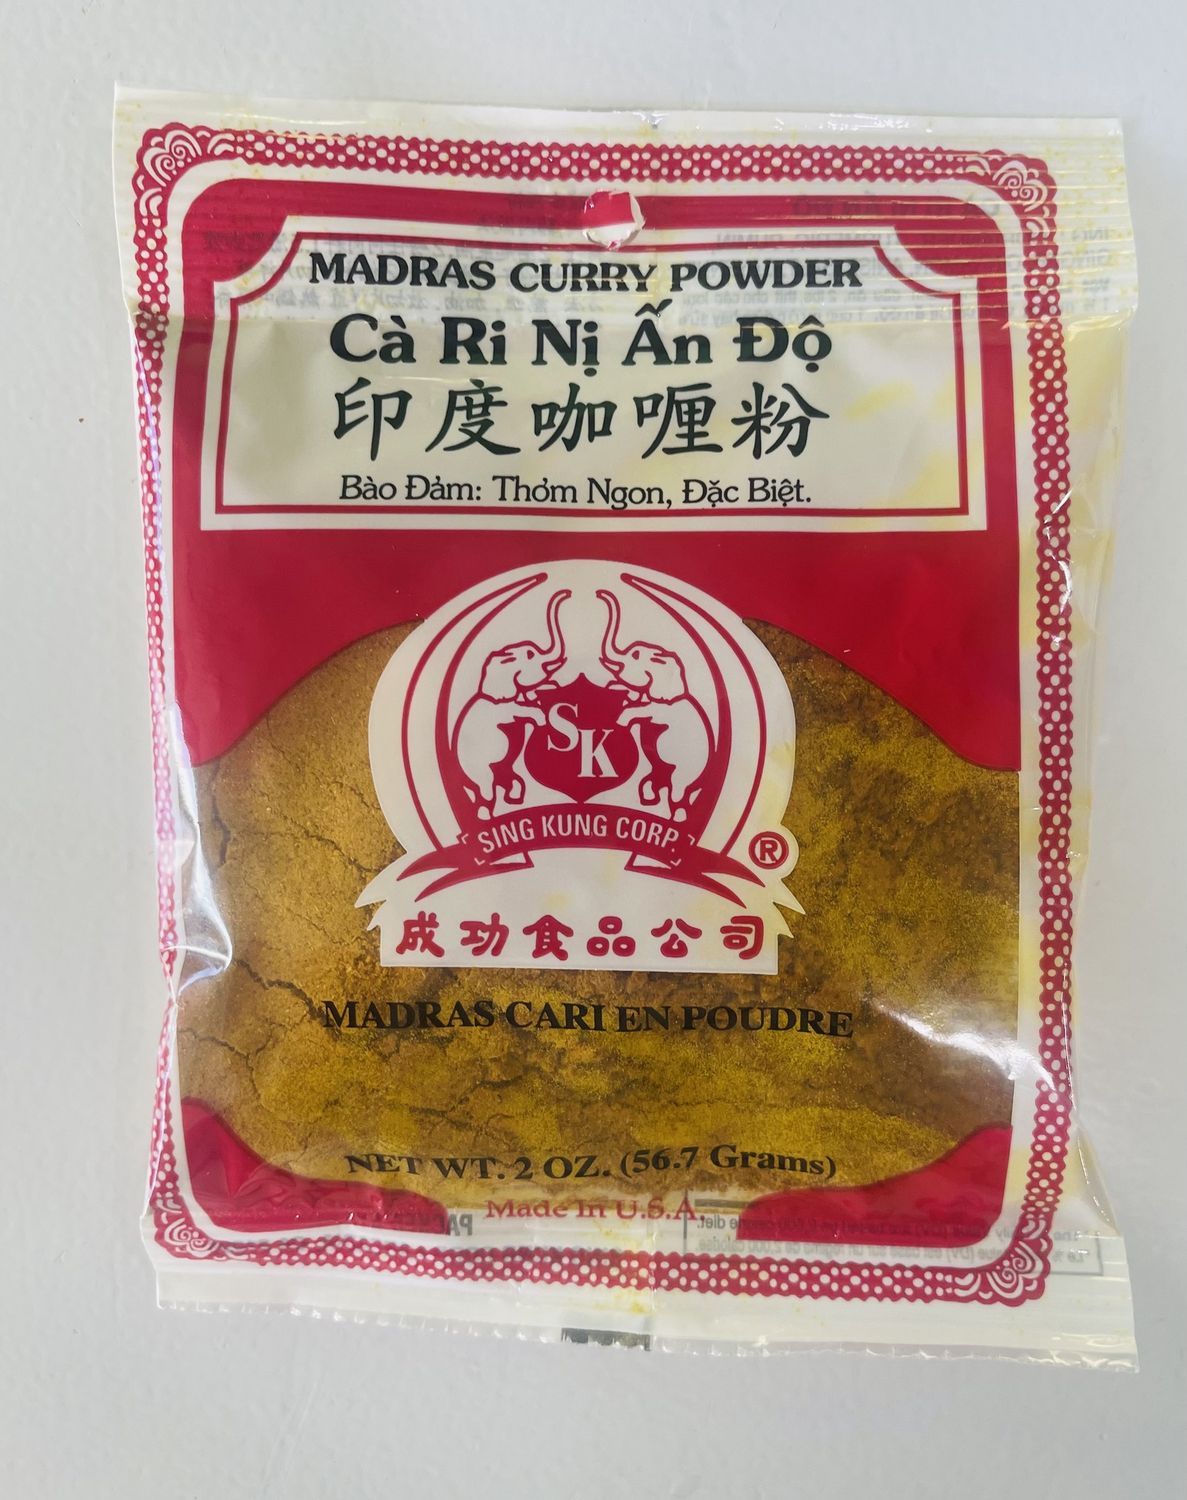 MADRAS CURRY POWDER
Cà Ri Nị Ấn Độ
印度咖喱粉
Bào Đảm: Thơm Ngon, Đặc Biệt.
SK
SING KUNG CORP.
®
成功食品公司
MADRAS CARI EN POUDRE
NET WT. 2 OZ. (56.7 Grams)
Made In U.S.A.